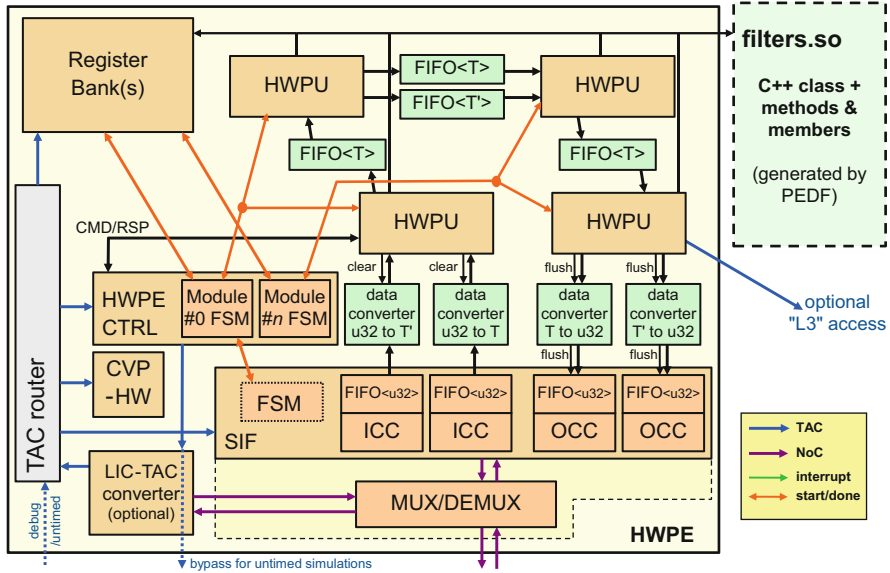 Register
Bank(s)
HWPU
FIFO<T>
FIFO<T'>
HWPU
FIFO<T>
FIFO<T>
filters.so
C++ class +
methods &
members
(generated by
PEDF)
CMD/RSP
HWPU
HWPU
clear
clear
flush
flush
HWPE
CTRL
Module
#0 FSM
Module
#n FSM
data
converter
u32 to T'
data
converter
u32 to T
data
converter
T to u32
data
converter
T' to u32
optional
"L3" access
flush
flush
CVP
-HW
TAC router
FSM
SIF
FIFO<u32>
ICC
FIFO<u32>
ICC
FIFO<u32>
OCC
FIFO<u32>
OCC
TAC
NoC
interrupt
start/done
LIC-TAC
converter
(optional)
MUX/DEMUX
HWPE
debug
/untimed
bypass for untimed simulations